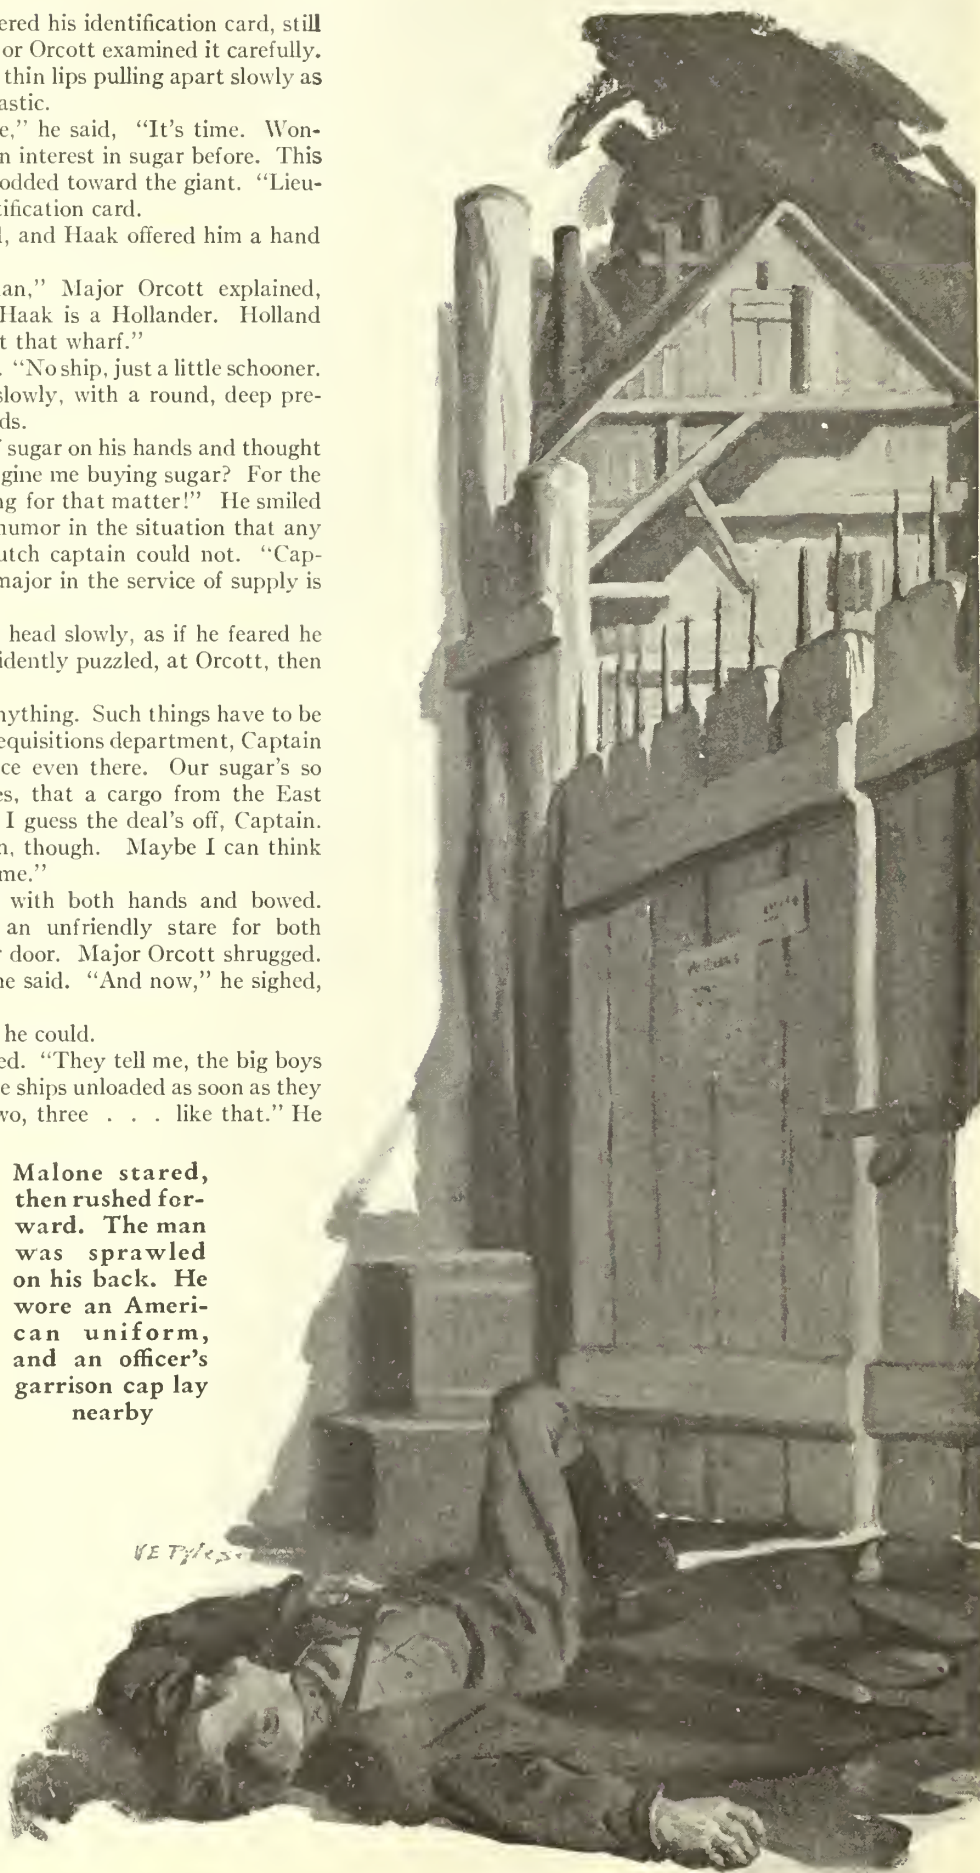 ered his identification card, still
or Orcott examined it carefully.
thin lips pulling apart slowly as
astic.
e,” he said, “It's time. Won-
n interest in sugar before. This
odded toward the giant. “Lieu-
tification card.
l, and Haak offered him a hand
an,” Major Orcott explained,
Haak is a Hollander. Holland
t that wharf.”
. “No ship, just a little schooner.
slowly, with a round, deep pre-
ds.
f sugar on his hands and thought
gine me buying sugar? For the
ng for that matter!” He smiled
humor in the situation that any
utch captain could not. “Cap-
major in the service of supply is
head slowly, as if he feared he
idently puzzled, at Orcott, then
nything. Such things have to be
equisitions department, Captain
ce even there. Our sugar's so
es, that a cargo from the East
I guess the deal's off, Captain.
n, though. Maybe I can think
me.”
with both hands and bowed.
an unfriendly stare for both
r door. Major Orcott shrugged.
he said. “And now,” he sighed,
he could.
ed. “They tell me, the big boys
e ships unloaded as soon as they
wo, three . . . like that.” He
Malone stared,
then rushed for-
ward. The man
was sprawled
on his back. He
wore an Ameri-
can uniform,
and an officer's
garrison cap lay
nearby